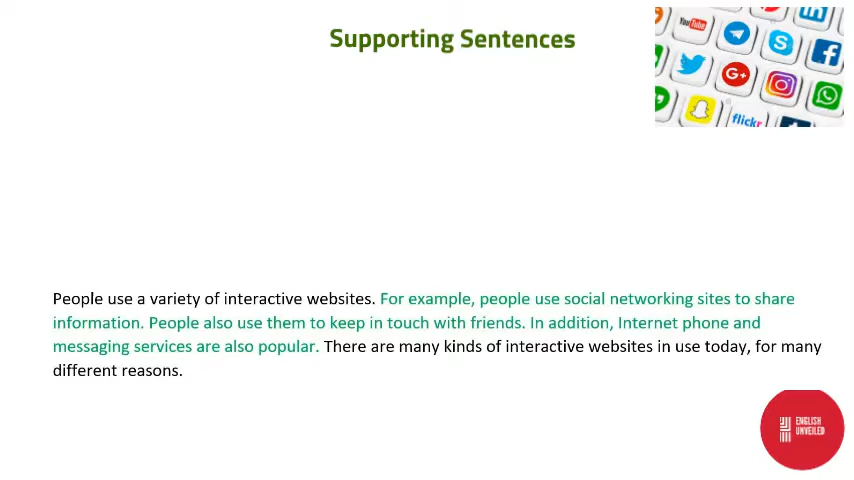 Supporting Sentences
YouTube
flickr
People use a variety of interactive websites. For example, people use social networking sites to share
information. People also use them to keep in touch with friends. In addition, Internet phone and
messaging services are also popular. There are many kinds of interactive websites in use today, for many
different reasons.
ENGLISH
UNVEILED